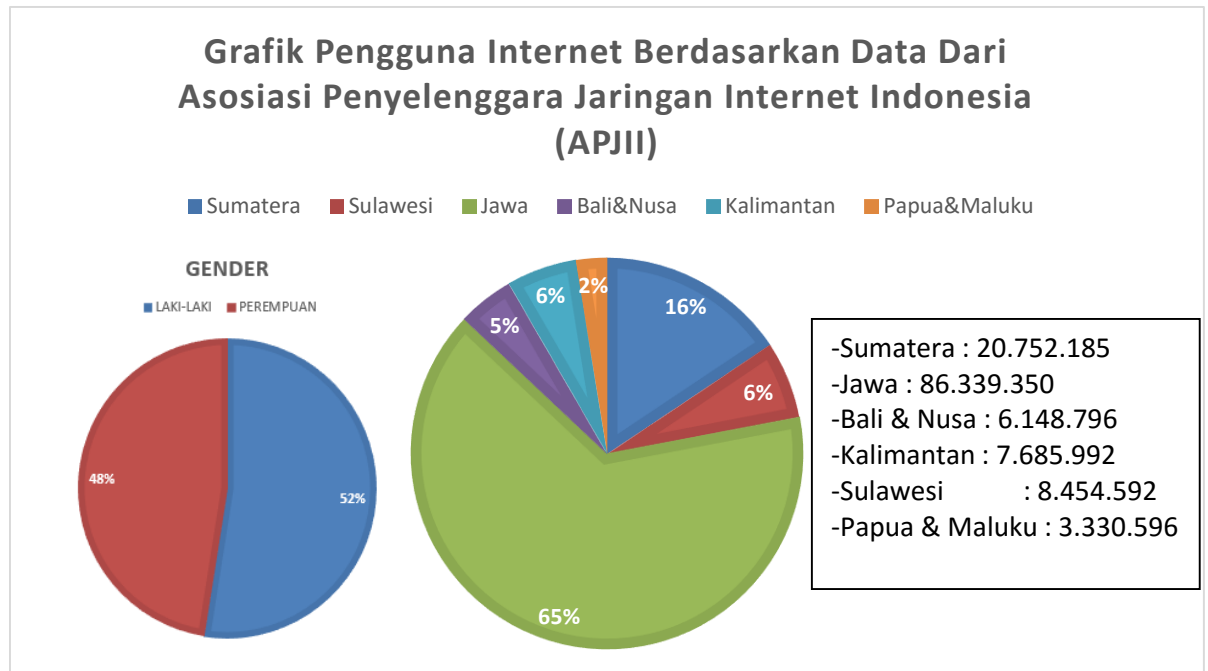 Grafik Pengguna Internet Berdasarkan Data Dari
Asosiasi Penyelenggara Jaringan Internet Indonesia
(APJII)
Sumatera Sulawesi Jawa Bali&Nusa Kalimantan Papua&Maluku
GENDER
LAKI-LAKI PEREMPUAN
48%
52%
2%
6%
5%
16%
6%
65%
-Sumatera : 20.752.185
-Jawa : 86.339.350
-Bali & Nusa : 6.148.796
-Kalimantan : 7.685.992
-Sulawesi : 8.454.592
-Papua & Maluku : 3.330.596